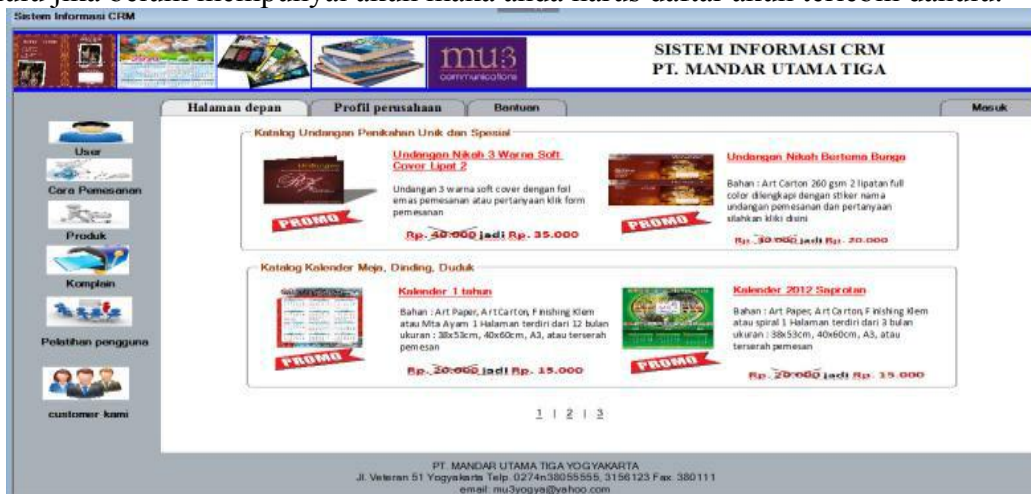 Sistem Informasi CRM
mu3
communications
SISTEM INFORMASI CRM
PT. MANDAR UTAMA TIGA
Halaman depan
Profil perusahaan
Bantuan
Masuk
User
Cara Pemesanan
Produk
Komplain
Pelatihan pengguna
customer kami
Katalog Undangan Penikahan Unik dan Spesial
Undangan Nikah 3 Warna Soft
Cover Lipat 2
Undangan 3 warna soft cover dengan foil
emas pemesanan atau pertanyaan klik form
pemesanan
PROMO
Rp. 40.000 jadi Rp. 35.000
Undangan Nikah Bertema Bunga
Bahan : Art Carton 260 gsm 2 lipatan full
color dilengkapi dengan stiker nama
undangan pemesanan dan pertanyaan
silahkan kliki disini
PROMO
Rp. 30.000 jadi Rp. 20.000
Katalog Kalender Meja, Dinding, Duduk
Kalender 1 tahun
Bahan : Art Paper, Art Carton, Finishing Klem
atau Mta Ayam 1 Halaman terdiri dari 12 bulan
ukuran : 38x53cm, 40x60cm, A3, atau terserah
pemesan
PROMO
Rp. 20.000 jadi Rp. 15.000
Kalender 2012 Saprotan
Bahan : Art Paper, Art Carton, Finishing Klem
atau spiral 1 Halaman terdiri dari 3 bulan
ukuran : 38x53cm, 40x60cm, A3, atau
terserah pemesan
PROMO
Rp. 20.000 jadi Rp. 15.000
1 | 2 | 3
PT. MANDAR UTAMA TIGA YOGYAKARTA
Jl. Veteran 51 Yogyakarta Telp. 0274n38055555, 3156123 Fax. 380111
email: mu3yogya@yahoo.com